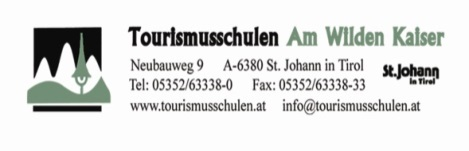 Tourismusschulen Am Wilden Kaiser
Neubauweg 9 A-6380 St. Johann in Tirol
Tel: 05352/63338-0 Fax: 05352/63338-33
www.tourismusschulen.at info@tourismusschulen.at
St.Johann
in Tirol